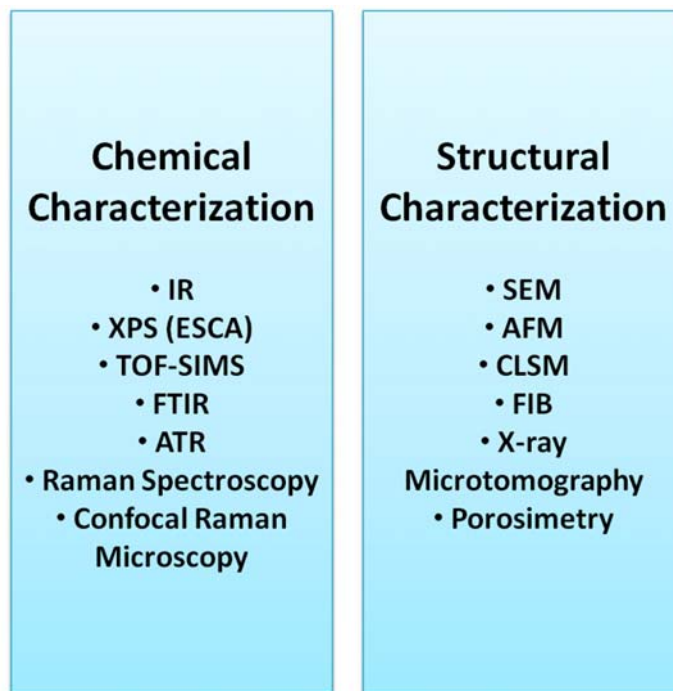 Chemical
Characterization
• IR
• XPS (ESCA)
• TOF-SIMS
• FTIR
• ATR
• Raman Spectroscopy
• Confocal Raman
Microscopy
Structural
Characterization
• SEM
• AFM
• CLSM
• FIB
• X-ray
Microtomography
• Porosimetry